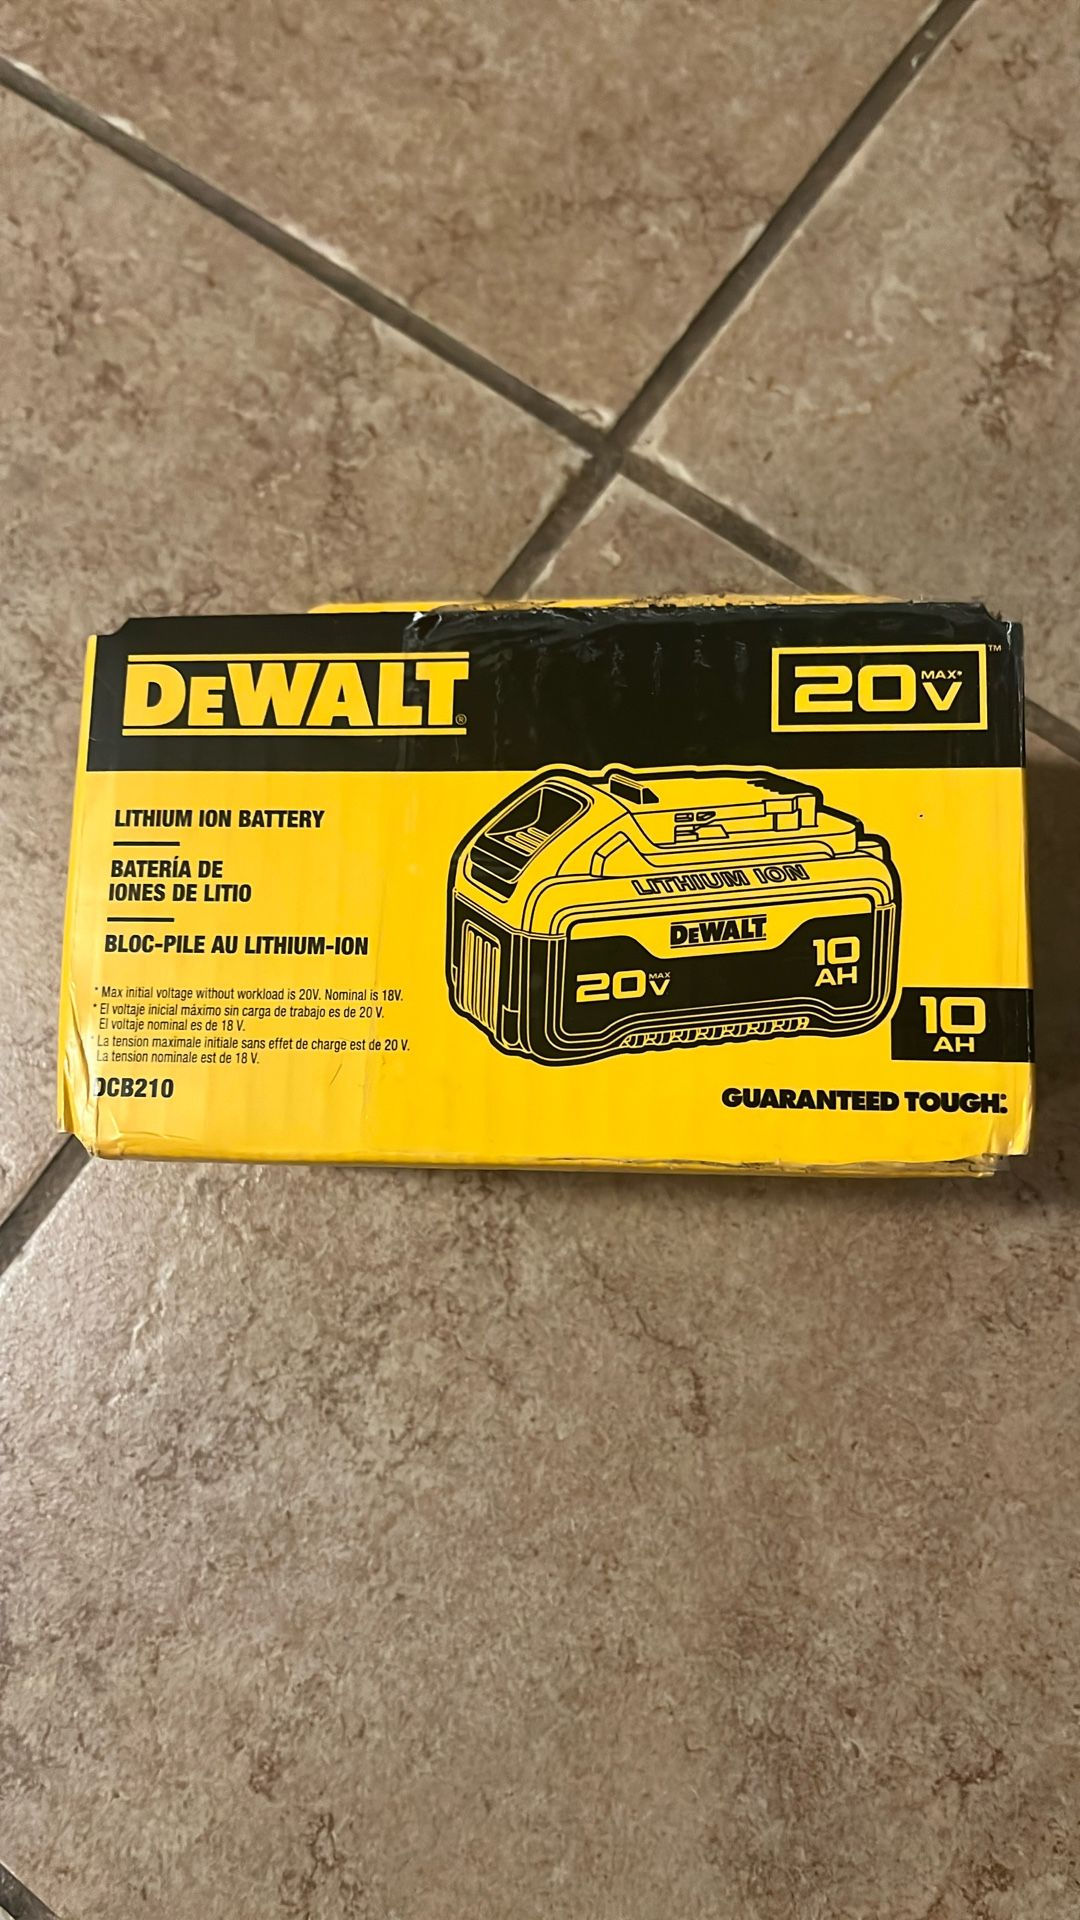 DEWALT®
20V MAX*™
LITHIUM ION BATTERY
BATERÍA DE
IONES DE LITIO
BLOC-PILE AU LITHIUM-ION
* Max initial voltage without workload is 20V. Nominal is 18V.
* El voltaje inicial máximo sin carga de trabajo es de 20 V.
El voltaje nominal es de 18 V.
* La tension maximale initiale sans effet de charge est de 20 V.
La tension nominale est de 18 V.
DCB210
LITHIUM ION
DEWALT
20V MAX
10
AH
10
AH
GUARANTEED TOUGH.®